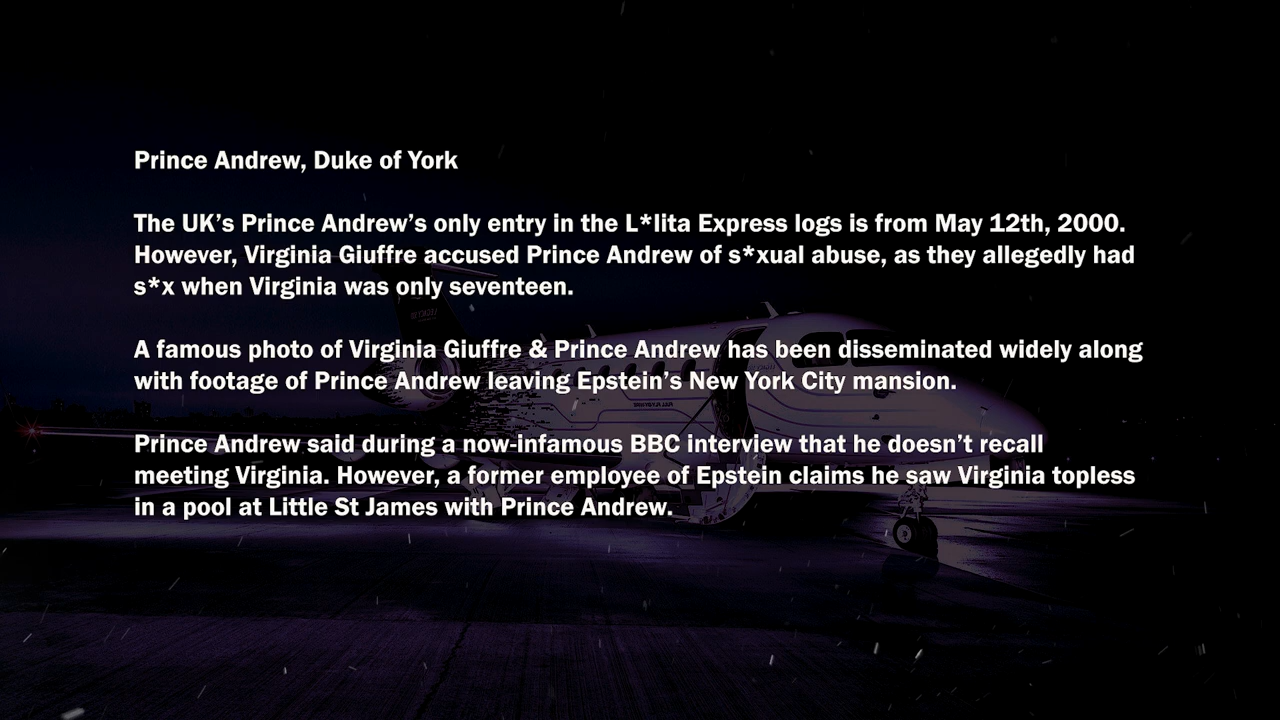 Prince Andrew, Duke of York
The UK's Prince Andrew's only entry in the L*lita Express logs is from May 12th, 2000.
However, Virginia Giuffre accused Prince Andrew of s*xual abuse, as they allegedly had
s*x when Virginia was only seventeen.
A famous photo of Virginia Giuffre & Prince Andrew has been disseminated widely along
with footage of Prince Andrew leaving Epstein's New York City mansion.
Prince Andrew said during a now-infamous BBC interview that he doesn't recall
meeting Virginia. However, a former employee of Epstein claims he saw Virginia topless
in a pool at Little St James with Prince Andrew.